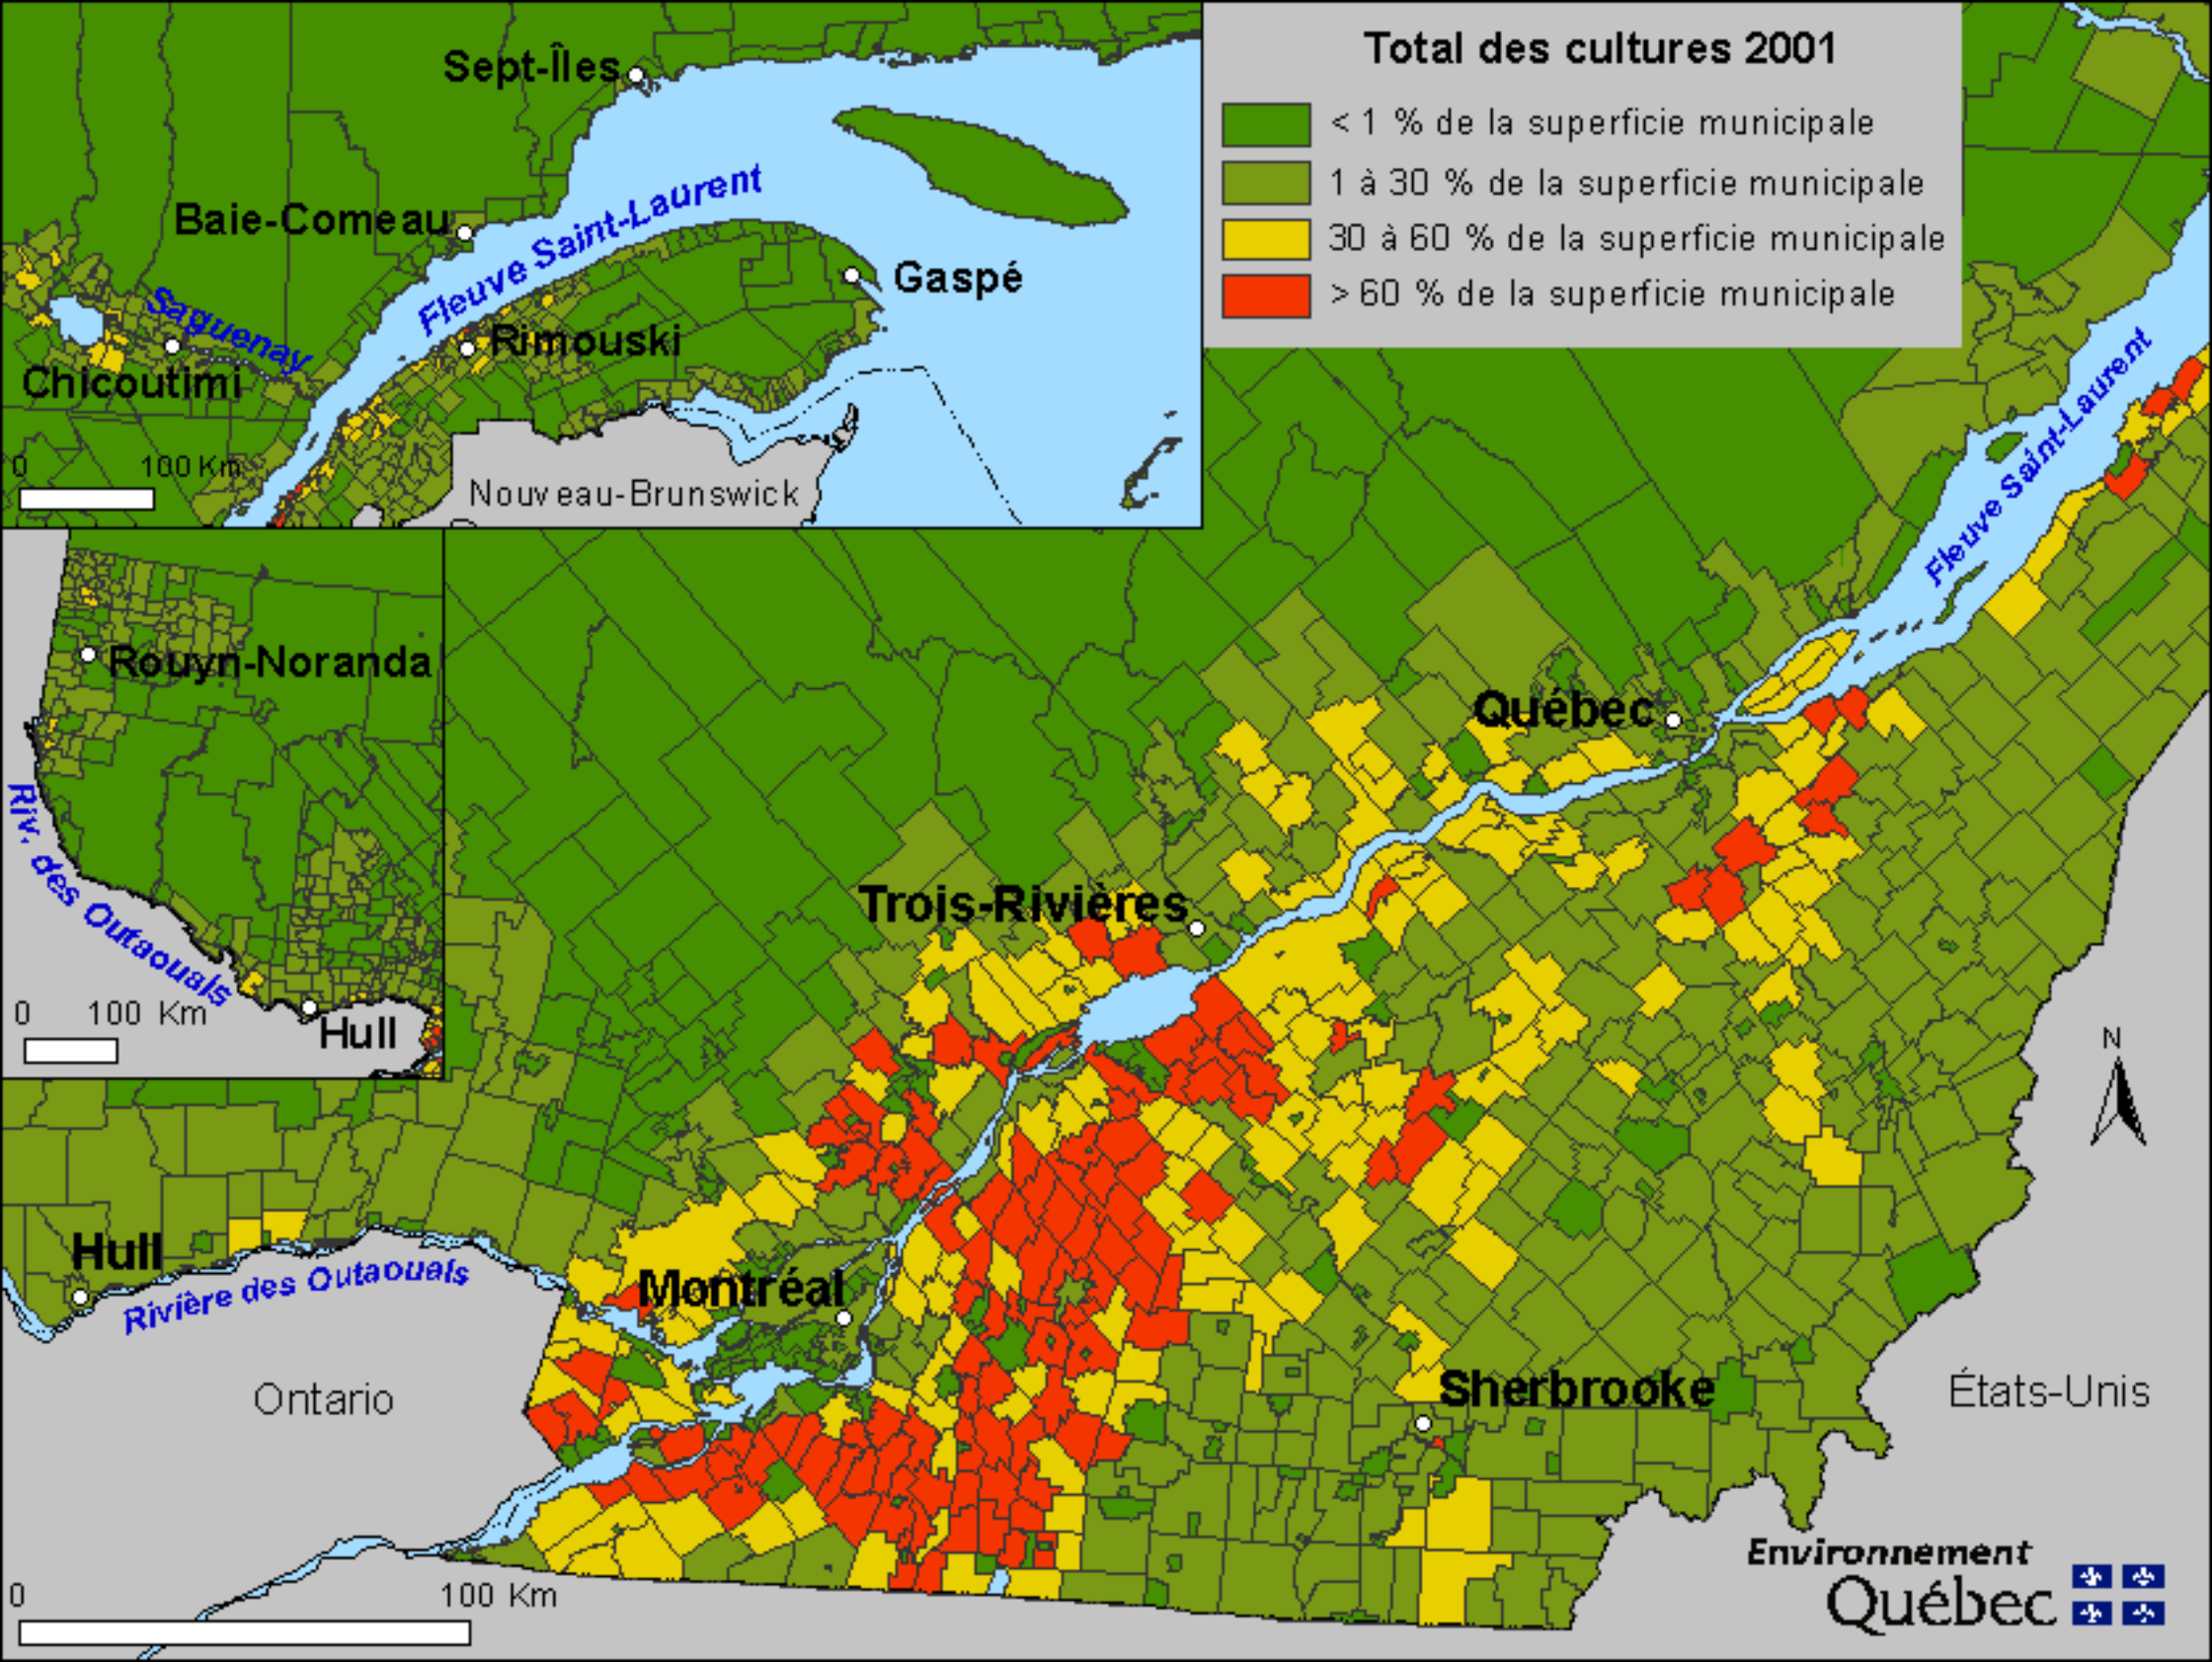 Total des cultures 2001
< 1 % de la superficie municipale
1 à 30 % de la superficie municipale
30 à 60 % de la superficie municipale
> 60 % de la superficie municipale
Sept-Îles
Baie-Comeau
Fleuve Saint-Laurent
Gaspé
Saguenay
Rimouski
Chicoutimi
0 100 Km
Nouveau-Brunswick
Rouyn-Noranda
Riv. des Outaouais
0 100 Km
Hull
Fleuve Saint-Laurent
Québec
Trois-Rivières
N
Hull
Rivière des Outaouais
Montréal
Ontario
Sherbrooke
États-Unis
0 100 Km
Environnement
Québec